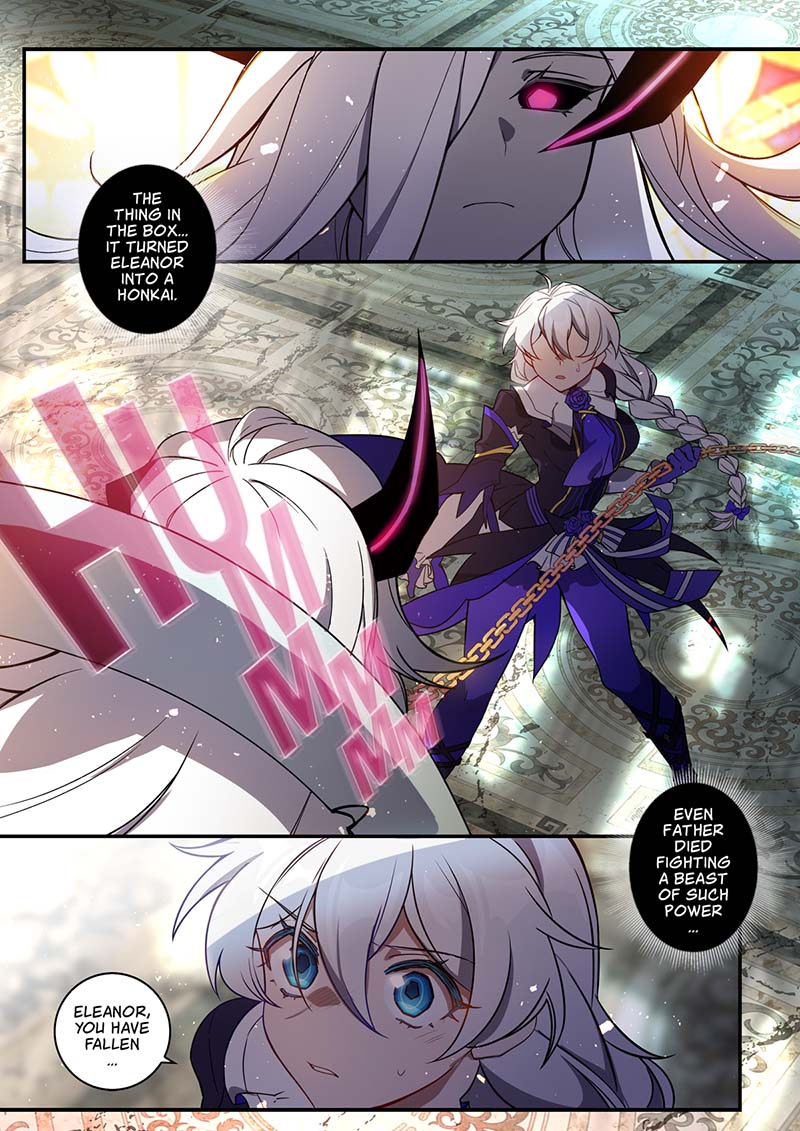 THE
THING IN
THE BOX...
IT TURNED
ELEANOR
INTO A
HONKAI.
HUMMMMM
EVEN
FATHER
DIED
FIGHTING
A BEAST
OF SUCH
POWER
...
ELEANOR,
YOU HAVE
FALLEN
...